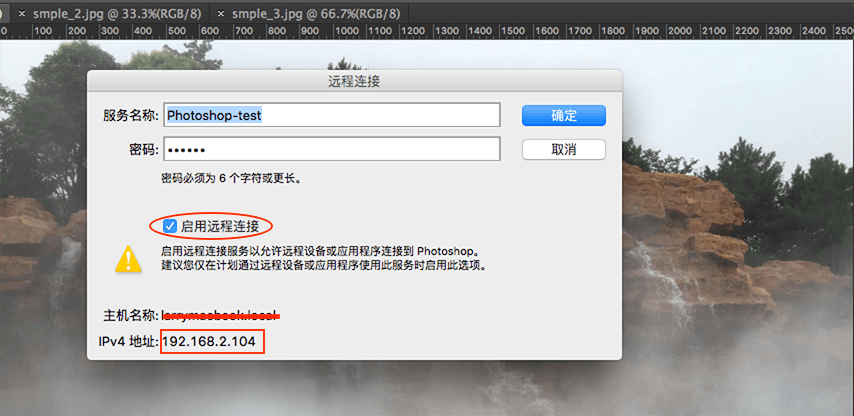 ) × smple_2.jpg @ 33.3%(RGB/8) × smple_3.jpg @ 66.7%(RGB/8)
0 100 200 300 400 500 600 700 800 900 1000 1100 1200 1300 1400 1500 1600 1700 1800 1900 2000 2100 2200 2300 2400 2500
远程连接
服务名称: Photoshop-test 确定
密码: •••••• 取消
密码必须为 6 个字符或更长。
启用远程连接
启用远程连接服务以允许远程设备或应用程序连接到 Photoshop。
建议您仅在计划通过远程设备或应用程序使用此服务时启用此选项。
主机名称:
IPv4 地址: 192.168.2.104